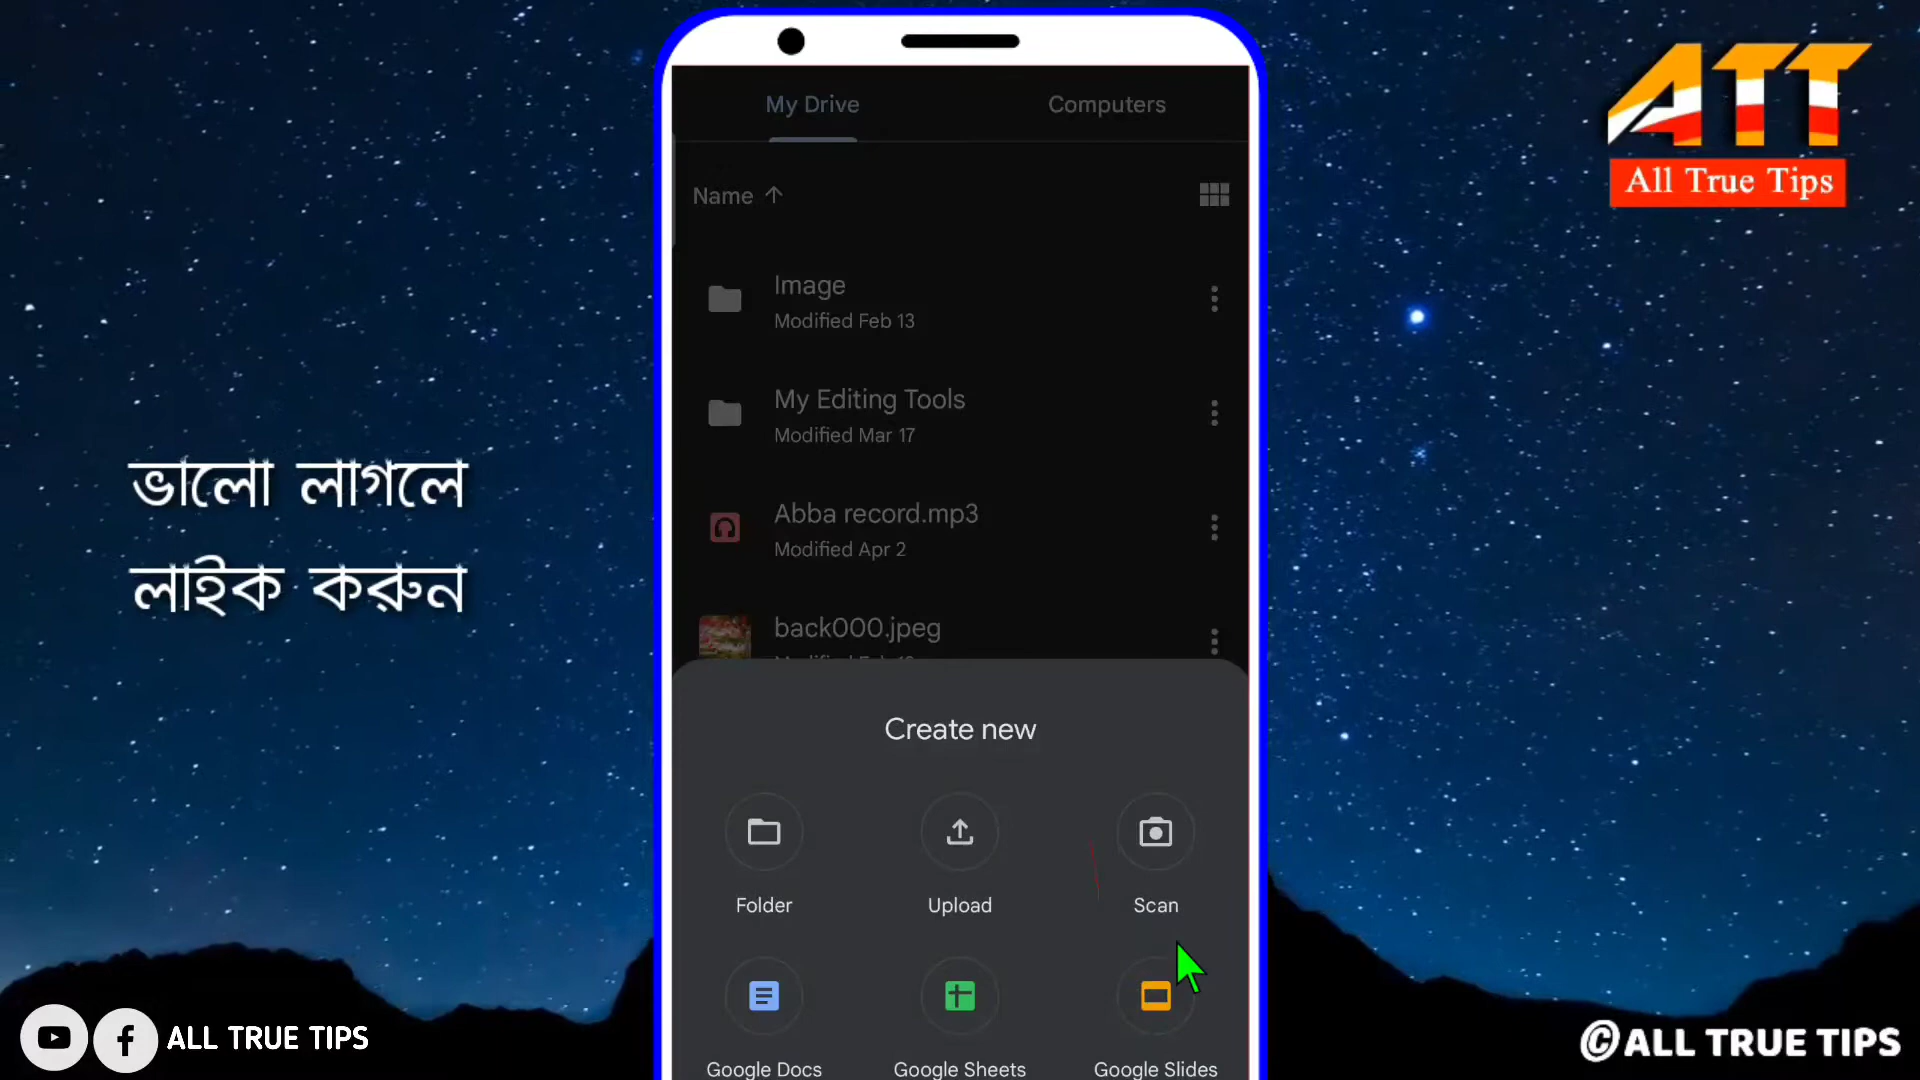 My Drive
Computers
Name
Image
Modified Feb 13
My Editing Tools
Modified Mar 17
Abba record.mp3
Modified Apr 2
back000.jpeg
Create new
Folder
Upload
Scan
Google Docs
Google Sheets
Google Slides
ভালো লাগলে
লাইক করুন
ATT
All True Tips
ALL TRUE TIPS
©ALL TRUE TIPS